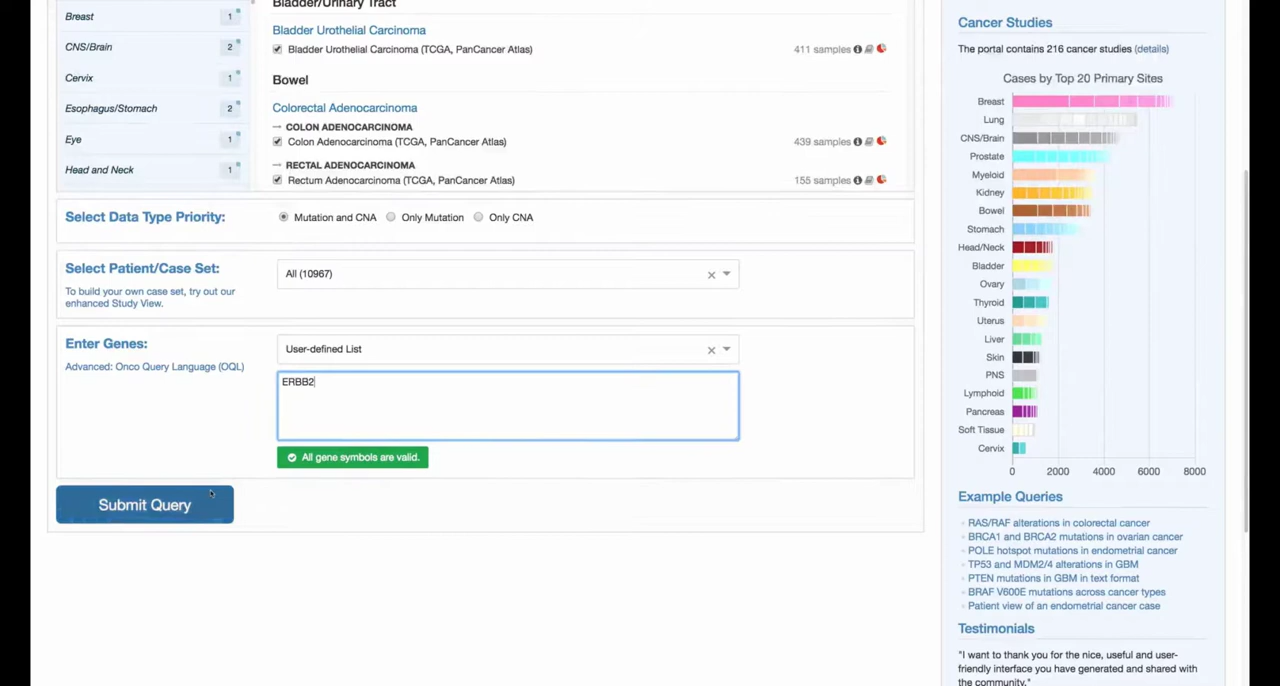 Breast 1
CNS/Brain 2
Cervix 1
Esophagus/Stomach 2
Eye 1
Head and Neck 1
Bladder/Urinary Tract
Bladder Urothelial Carcinoma
Bladder Urothelial Carcinoma (TCGA, PanCancer Atlas) 411 samples
Bowel
Colorectal Adenocarcinoma
COLON ADENOCARCINOMA
Colon Adenocarcinoma (TCGA, PanCancer Atlas) 439 samples
RECTAL ADENOCARCINOMA
Rectum Adenocarcinoma (TCGA, PanCancer Atlas) 155 samples
Select Data Type Priority: Mutation and CNA Only Mutation Only CNA
Select Patient/Case Set: All (10967)
To build your own case set, try out our
enhanced Study View.
Enter Genes: User-defined List
Advanced: Onco Query Language (OQL)
ERBB2
All gene symbols are valid.
Submit Query
Cancer Studies
The portal contains 216 cancer studies (details)
Cases by Top 20 Primary Sites
Breast
Lung
CNS/Brain
Prostate
Myeloid
Kidney
Bowel
Stomach
Head/Neck
Bladder
Ovary
Thyroid
Uterus
Liver
Skin
PNS
Lymphoid
Pancreas
Soft Tissue
Cervix
0 2000 4000 6000 8000
Example Queries
RAS/RAF alterations in colorectal cancer
BRCA1 and BRCA2 mutations in ovarian cancer
POLE hotspot mutations in endometrial cancer
TP53 and MDM2/4 alterations in GBM
PTEN mutations in GBM in text format
BRAF V600E mutations across cancer types
Patient view of an endometrial cancer case
Testimonials
"I want to thank you for the nice, useful and user-
friendly interface you have generated and shared with
the community."